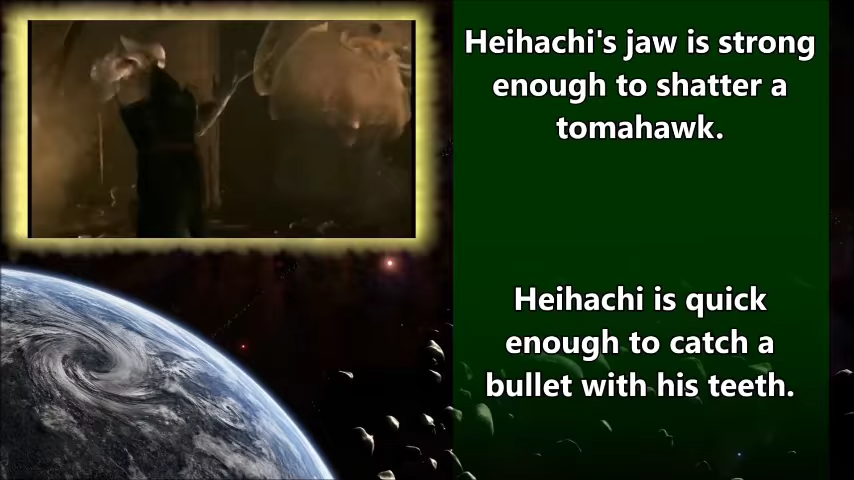 Heihachi's jaw is strong
enough to shatter a
tomahawk.
Heihachi is quick
enough to catch a
bullet with his teeth.